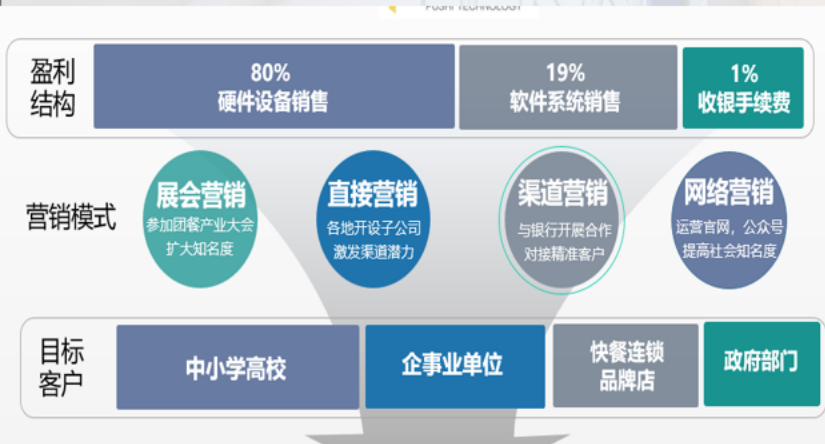 PUSHI TECHNOLOGY
盈利
结构
80%
硬件设备销售
19%
软件系统销售
1%
收银手续费
营销模式
展会营销
参加团餐产业大会
扩大知名度
直接营销
各地开设子公司
激发渠道潜力
渠道营销
与银行开展合作
对接精准客户
网络营销
运营官网，公众号
提高社会知名度
目标
客户
中小学高校
企事业单位
快餐连锁
品牌店
政府部门